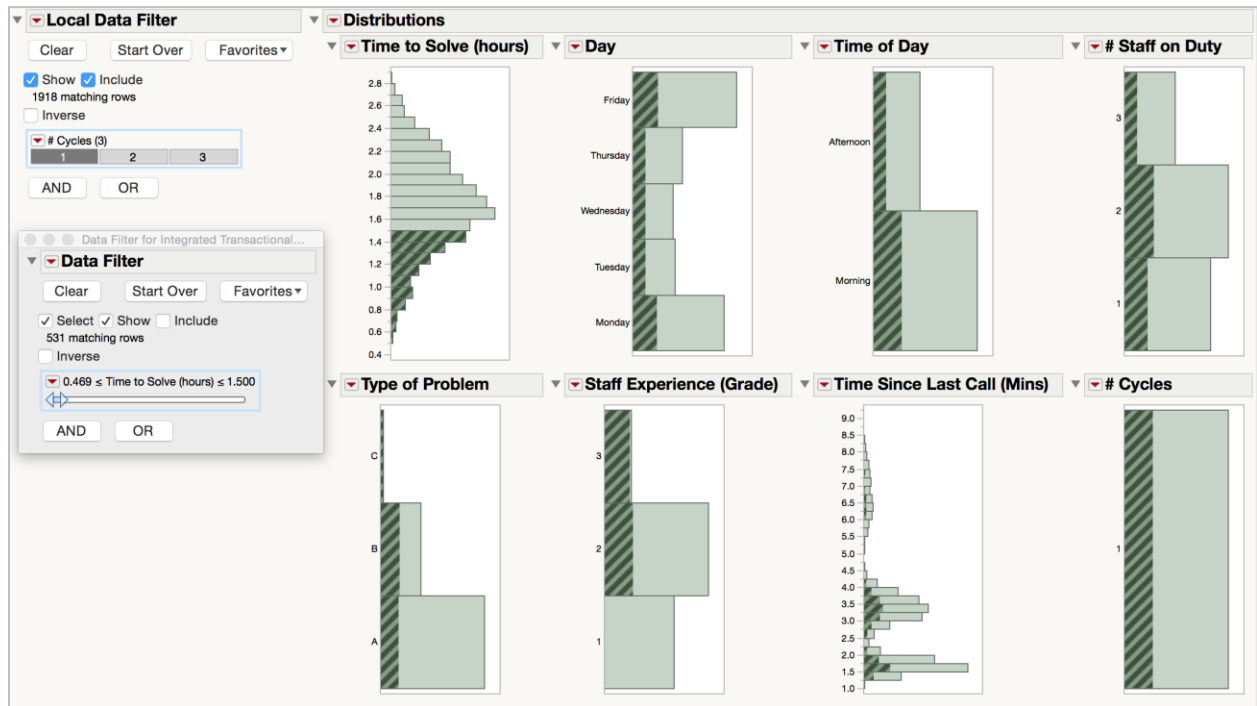 Local Data Filter
Clear Start Over Favorites
Show Include
1918 matching rows
Inverse
# Cycles (3)
1 2 3
AND OR
Data Filter for Integrated Transactional...
Data Filter
Clear Start Over Favorites
Select Show Include
531 matching rows
Inverse
0.469 ≤ Time to Solve (hours) ≤ 1.500
AND OR
Distributions
Time to Solve (hours)
2.8
2.6
2.4
2.2
2.0
1.8
1.6
1.4
1.2
1.0
0.8
0.6
0.4
Day
Friday
Thursday
Wednesday
Tuesday
Monday
Time of Day
Afternoon
Morning
# Staff on Duty
3
2
1
Type of Problem
C
B
A
Staff Experience (Grade)
3
2
1
Time Since Last Call (Mins)
9.0
8.5
8.0
7.5
7.0
6.5
6.0
5.5
5.0
4.5
4.0
3.5
3.0
2.5
2.0
1.5
1.0
# Cycles
1